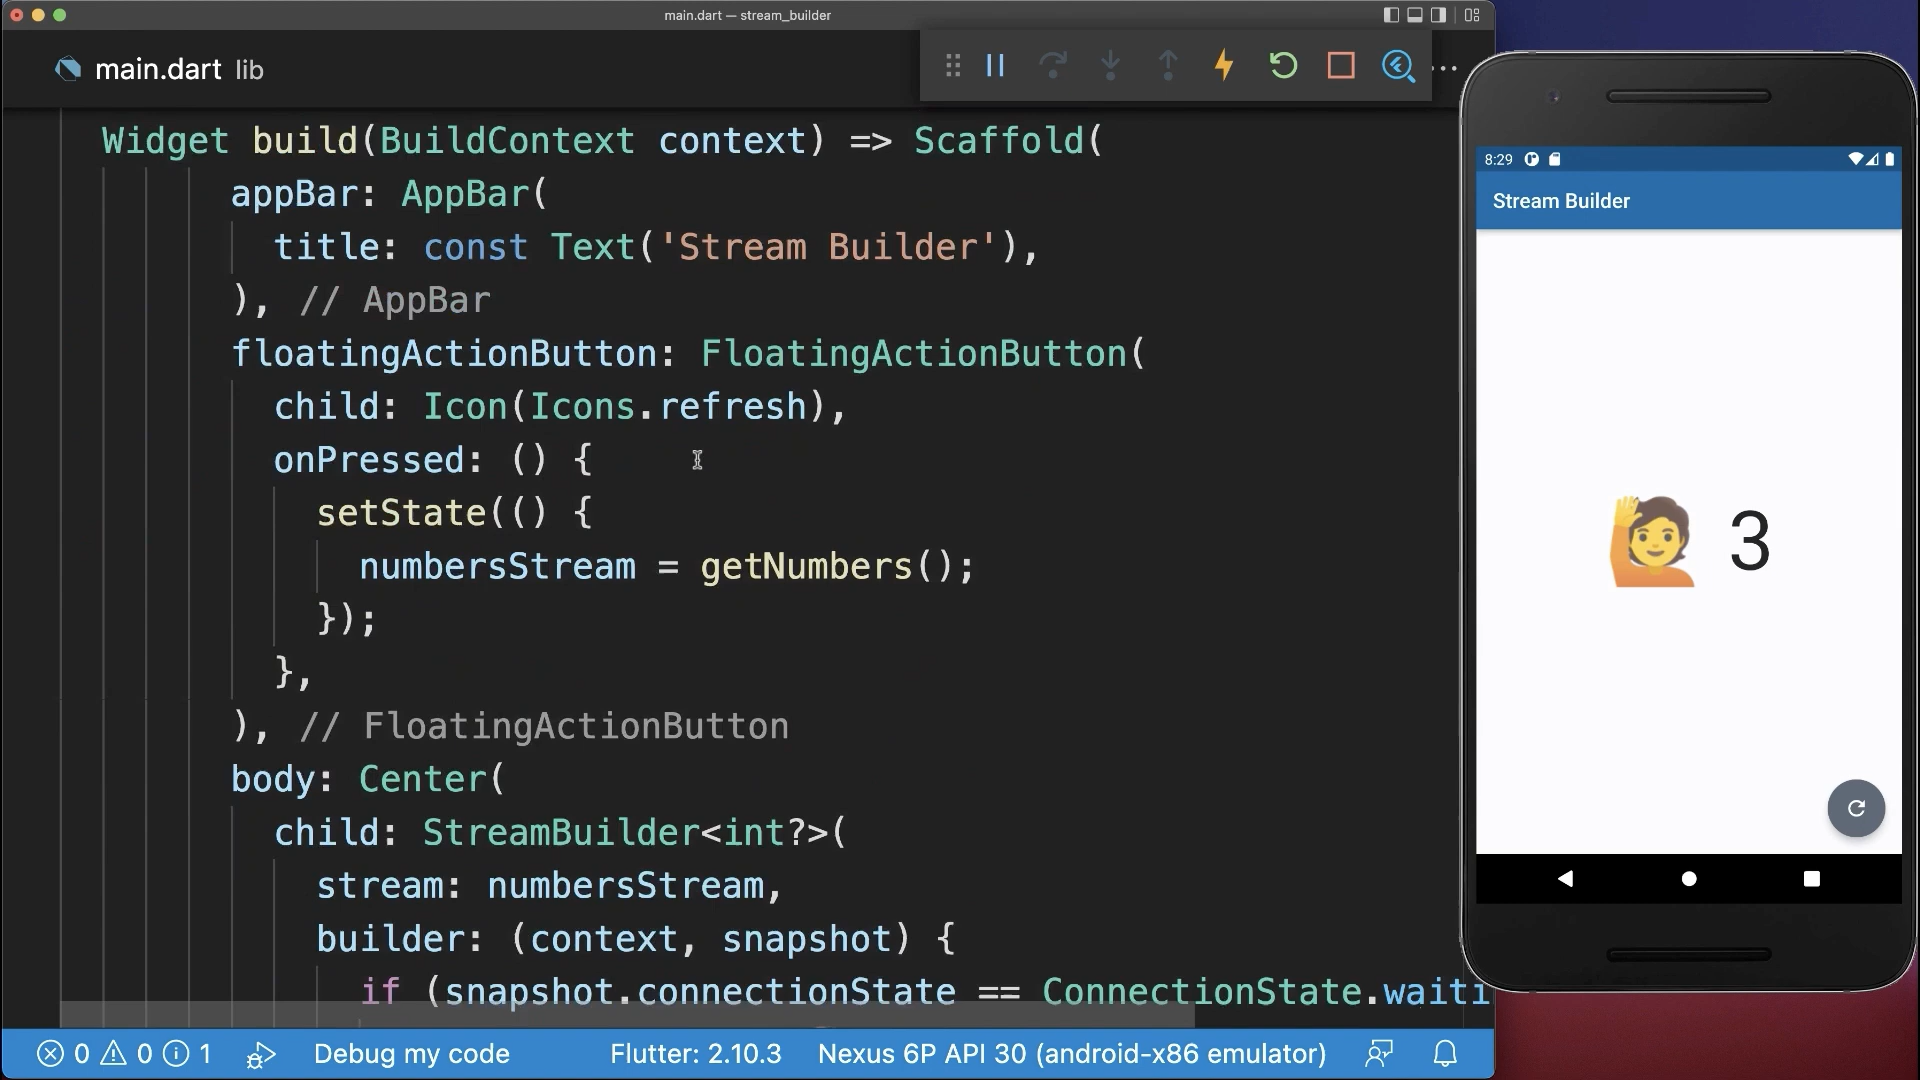 main.dart — stream_builder
main.dart lib
Widget build(BuildContext context) => Scaffold(
appBar: AppBar(
title: const Text('Stream Builder'),
), // AppBar
floatingActionButton: FloatingActionButton(
child: Icon(Icons.refresh),
onPressed: () {
setState(() {
numbersStream = getNumbers();
});
},
), // FloatingActionButton
body: Center(
child: StreamBuilder<int?>(
stream: numbersStream,
builder: (context, snapshot) {
if (snapshot.connectionState == ConnectionState.waiti
0 0 1 Debug my code Flutter: 2.10.3 Nexus 6P API 30 (android-x86 emulator)
8:29
Stream Builder
3